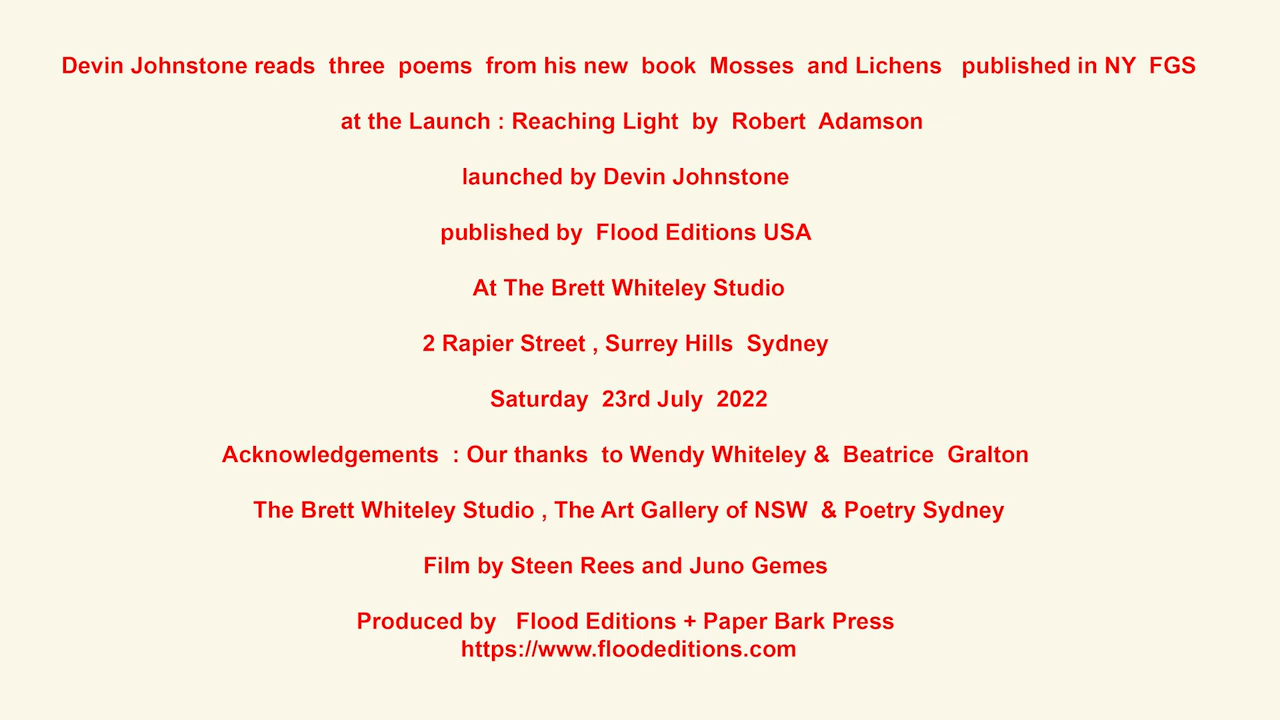 Devin Johnstone reads three poems from his new book Mosses and Lichens published in NY FGS
at the Launch : Reaching Light by Robert Adamson
launched by Devin Johnstone
published by Flood Editions USA
At The Brett Whiteley Studio
2 Rapier Street , Surrey Hills Sydney
Saturday 23rd July 2022
Acknowledgements : Our thanks to Wendy Whiteley & Beatrice Gralton
The Brett Whiteley Studio , The Art Gallery of NSW & Poetry Sydney
Film by Steen Rees and Juno Gemes
Produced by Flood Editions + Paper Bark Press
https://www.floodeditions.com